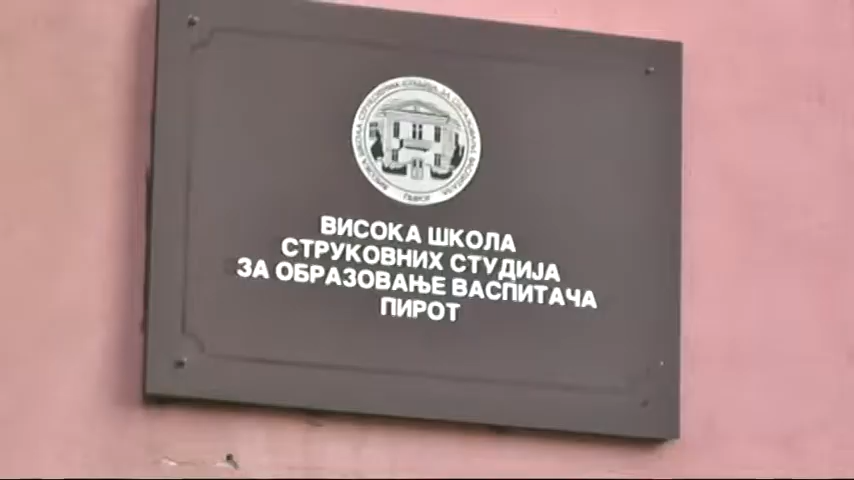 ВИСОКА ШКОЛА
СТРУКОВНИХ СТУДИЈА
ЗА ОБРАЗОВАЊЕ ВАСПИТАЧА
ПИРОТ